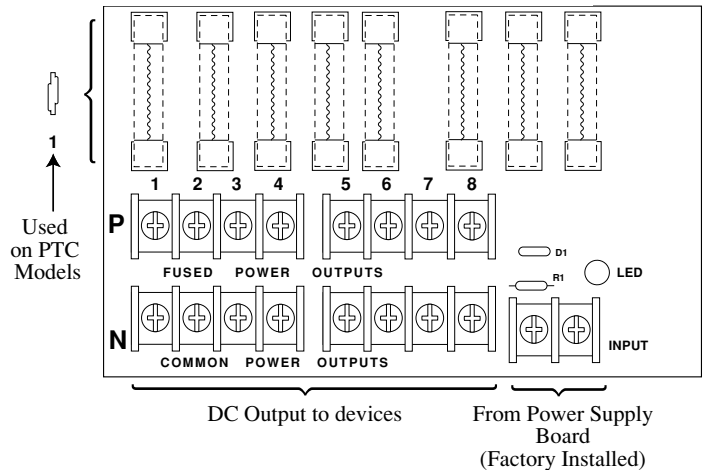 1
Used
on PTC
Models
1 2 3 4 5 6 7 8
P
FUSED POWER OUTPUTS
D1
R1
LED
N
COMMON POWER OUTPUTS
INPUT
DC Output to devices
From Power Supply
Board
(Factory Installed)